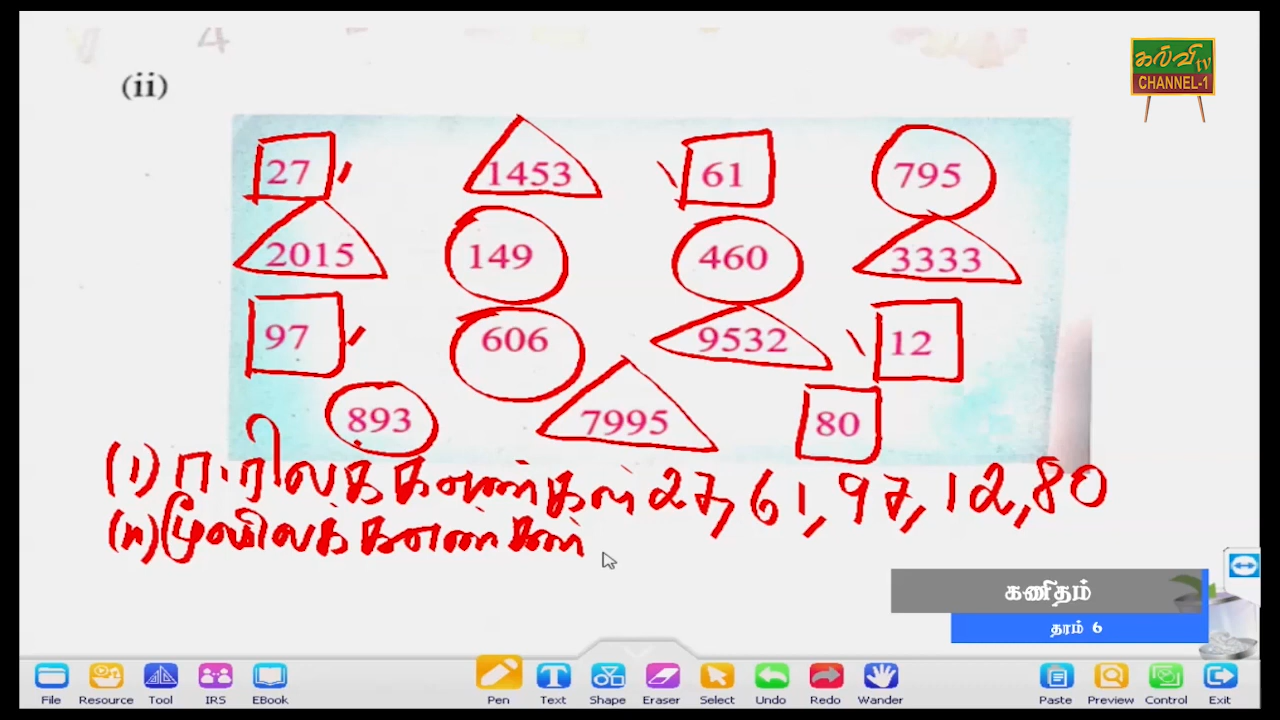 கல்வி TV
CHANNEL-1
(ii)
27 1453 61 795
2015 149 460 3333
97 606 9532 12
893 7995 80
(i) ஈரிலக்கஎண்கள் 27, 61, 97, 12, 80
(ii) மூவிலக்கஎண்கள்
கணிதம்
தரம் 6
File Resource Tool IRS EBook Pen Text Shape Eraser Select Undo Redo Wander Paste Preview Control Exit